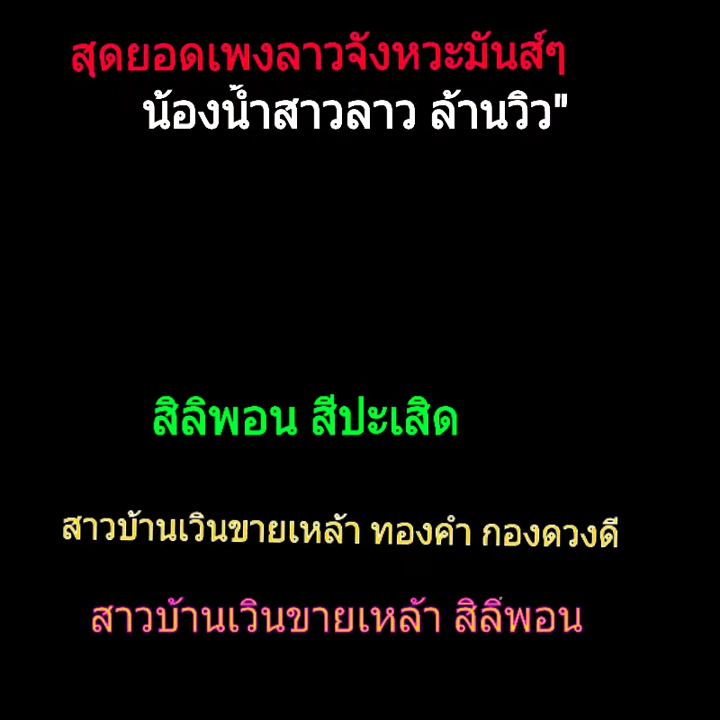 สุดยอดเพงลาวจังหวะมันส์ๆ
น้องน้ำสาวลาว ล้านวิว"
สิลิพอน สีปะเสิด
สาวบ้านเวินขายเหล้า ทองคำ กองดวงดี
สาวบ้านเวินขายเหล้า สิลิพอน